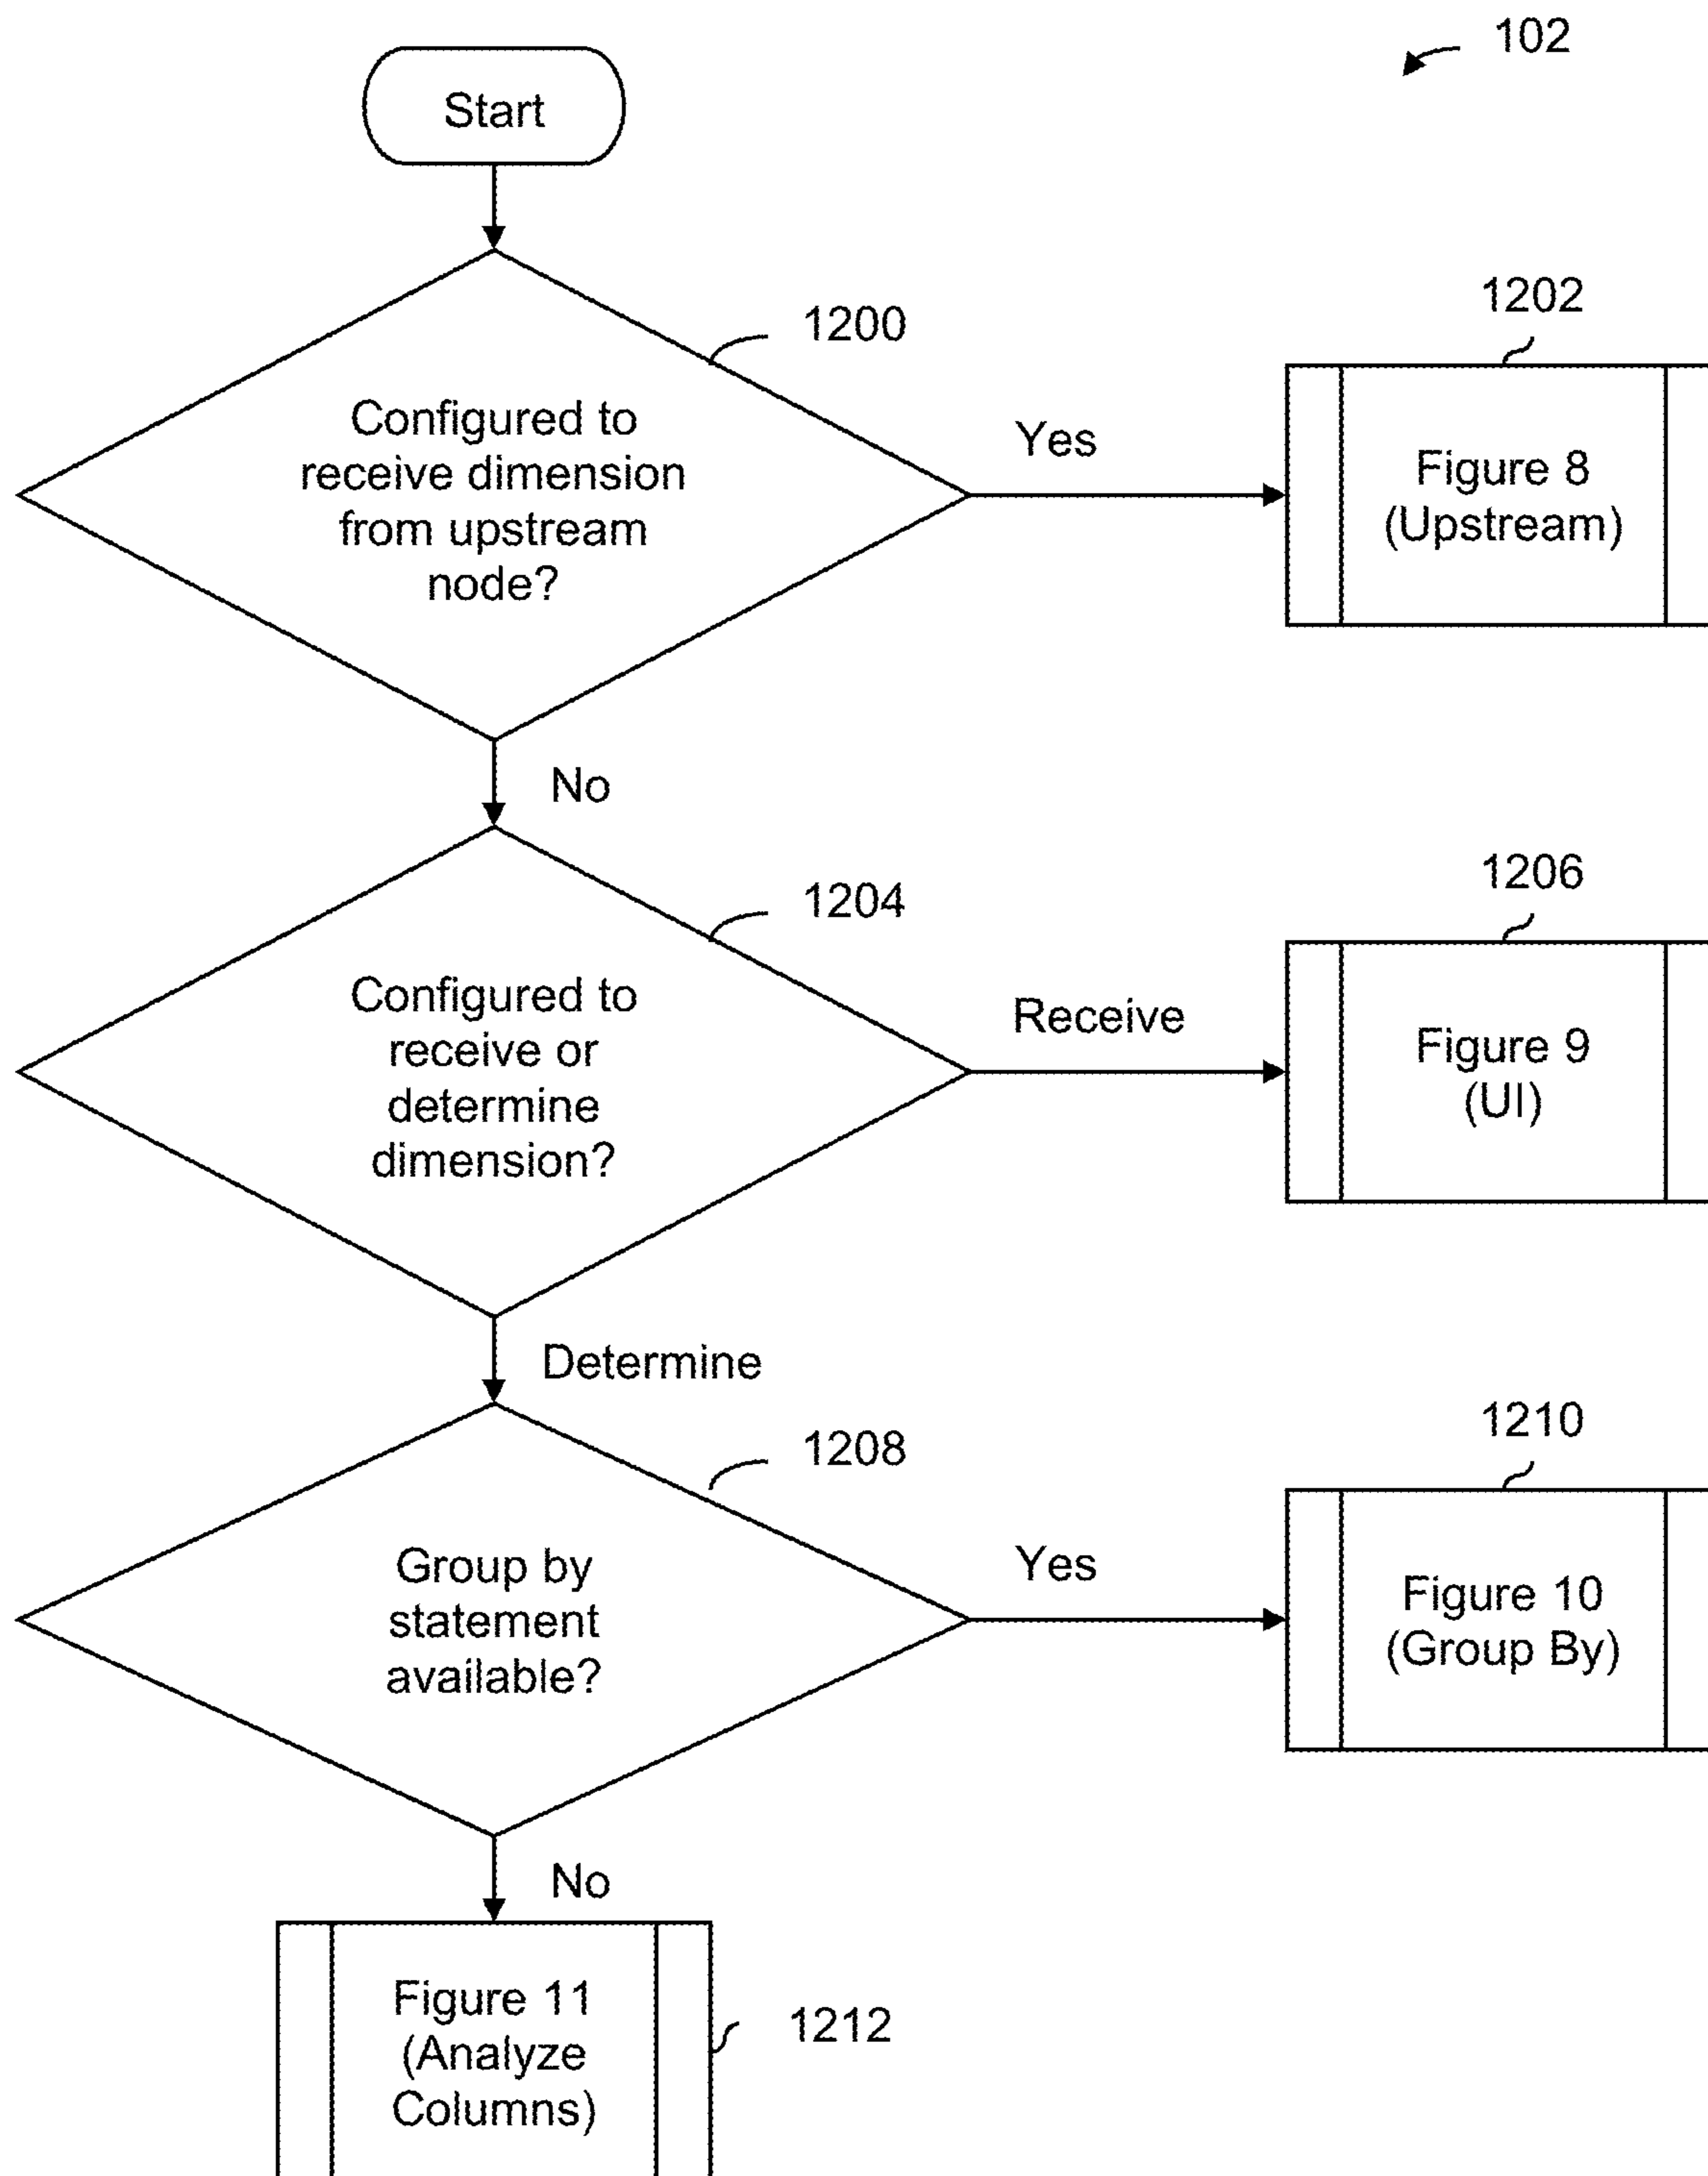 102
Start
1200
Configured to
receive dimension
from upstream
node?
Yes
1202
Figure 8
(Upstream)
No
1204
Configured to
receive or
determine
dimension?
Receive
1206
Figure 9
(UI)
Determine
1208
Group by
statement
available?
Yes
1210
Figure 10
(Group By)
No
Figure 11
(Analyze
Columns)
1212